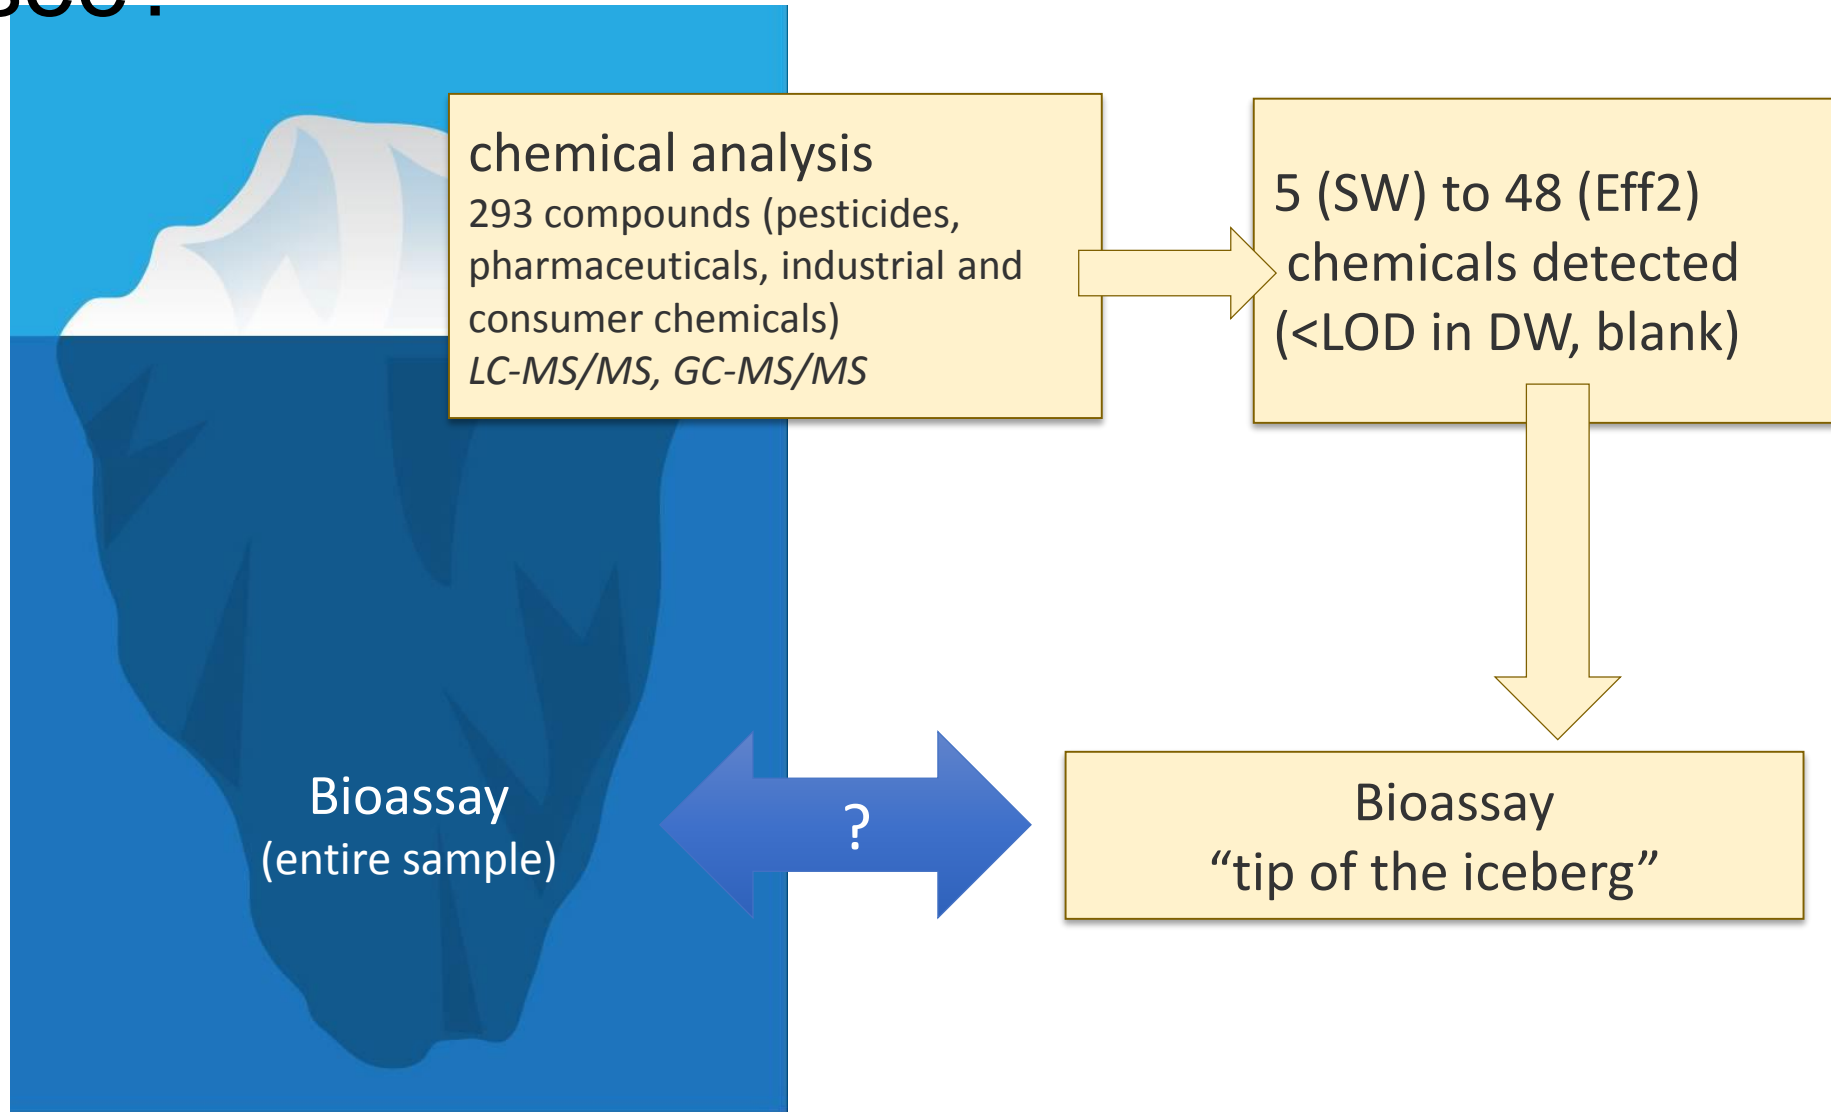 see?
chemical analysis
293 compounds (pesticides,
pharmaceuticals, industrial and
consumer chemicals)
LC-MS/MS, GC-MS/MS
5 (SW) to 48 (Eff2)
chemicals detected
(<LOD in DW, blank)
Bioassay
(entire sample)
?
Bioassay
“tip of the iceberg”